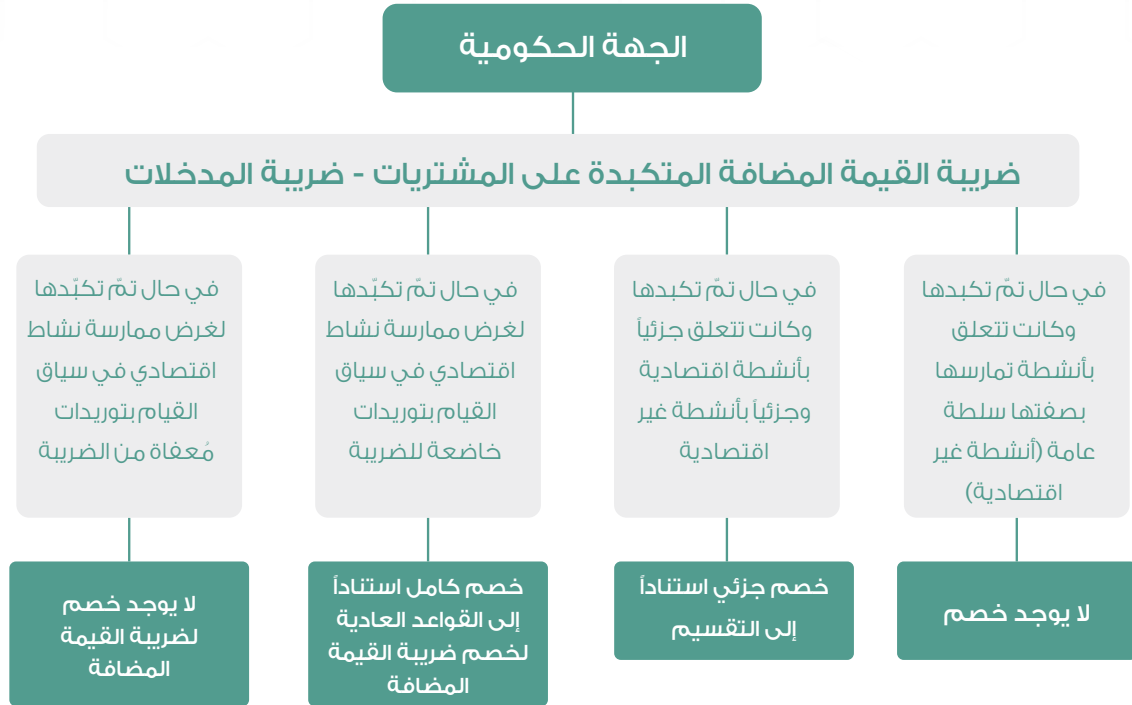 الجهة الحكومية
ضريبة القيمة المضافة المتكبدة على المشتريات - ضريبة المدخلات
في حال تمّ تكبدها
وكانت تتعلق
بأنشطة تمارسها
بصفتها سلطة
عامة (أنشطة غير
اقتصادية)
لا يوجد خصم
في حال تمّ تكبدها
وكانت تتعلق جزئياً
بأنشطة اقتصادية
وجزئياً بأنشطة غير
اقتصادية
خصم جزئي استناداً
إلى التقسيم
في حال تمّ تكبّدها
لغرض ممارسة نشاط
اقتصادي في سياق
القيام بتوريدات
خاضعة للضريبة
خصم كامل استناداً
إلى القواعد العادية
لخصم ضريبة القيمة
المضافة
في حال تمّ تكبّدها
لغرض ممارسة نشاط
اقتصادي في سياق
القيام بتوريدات
مُعفاة من الضريبة
لا يوجد خصم
لضريبة القيمة
المضافة